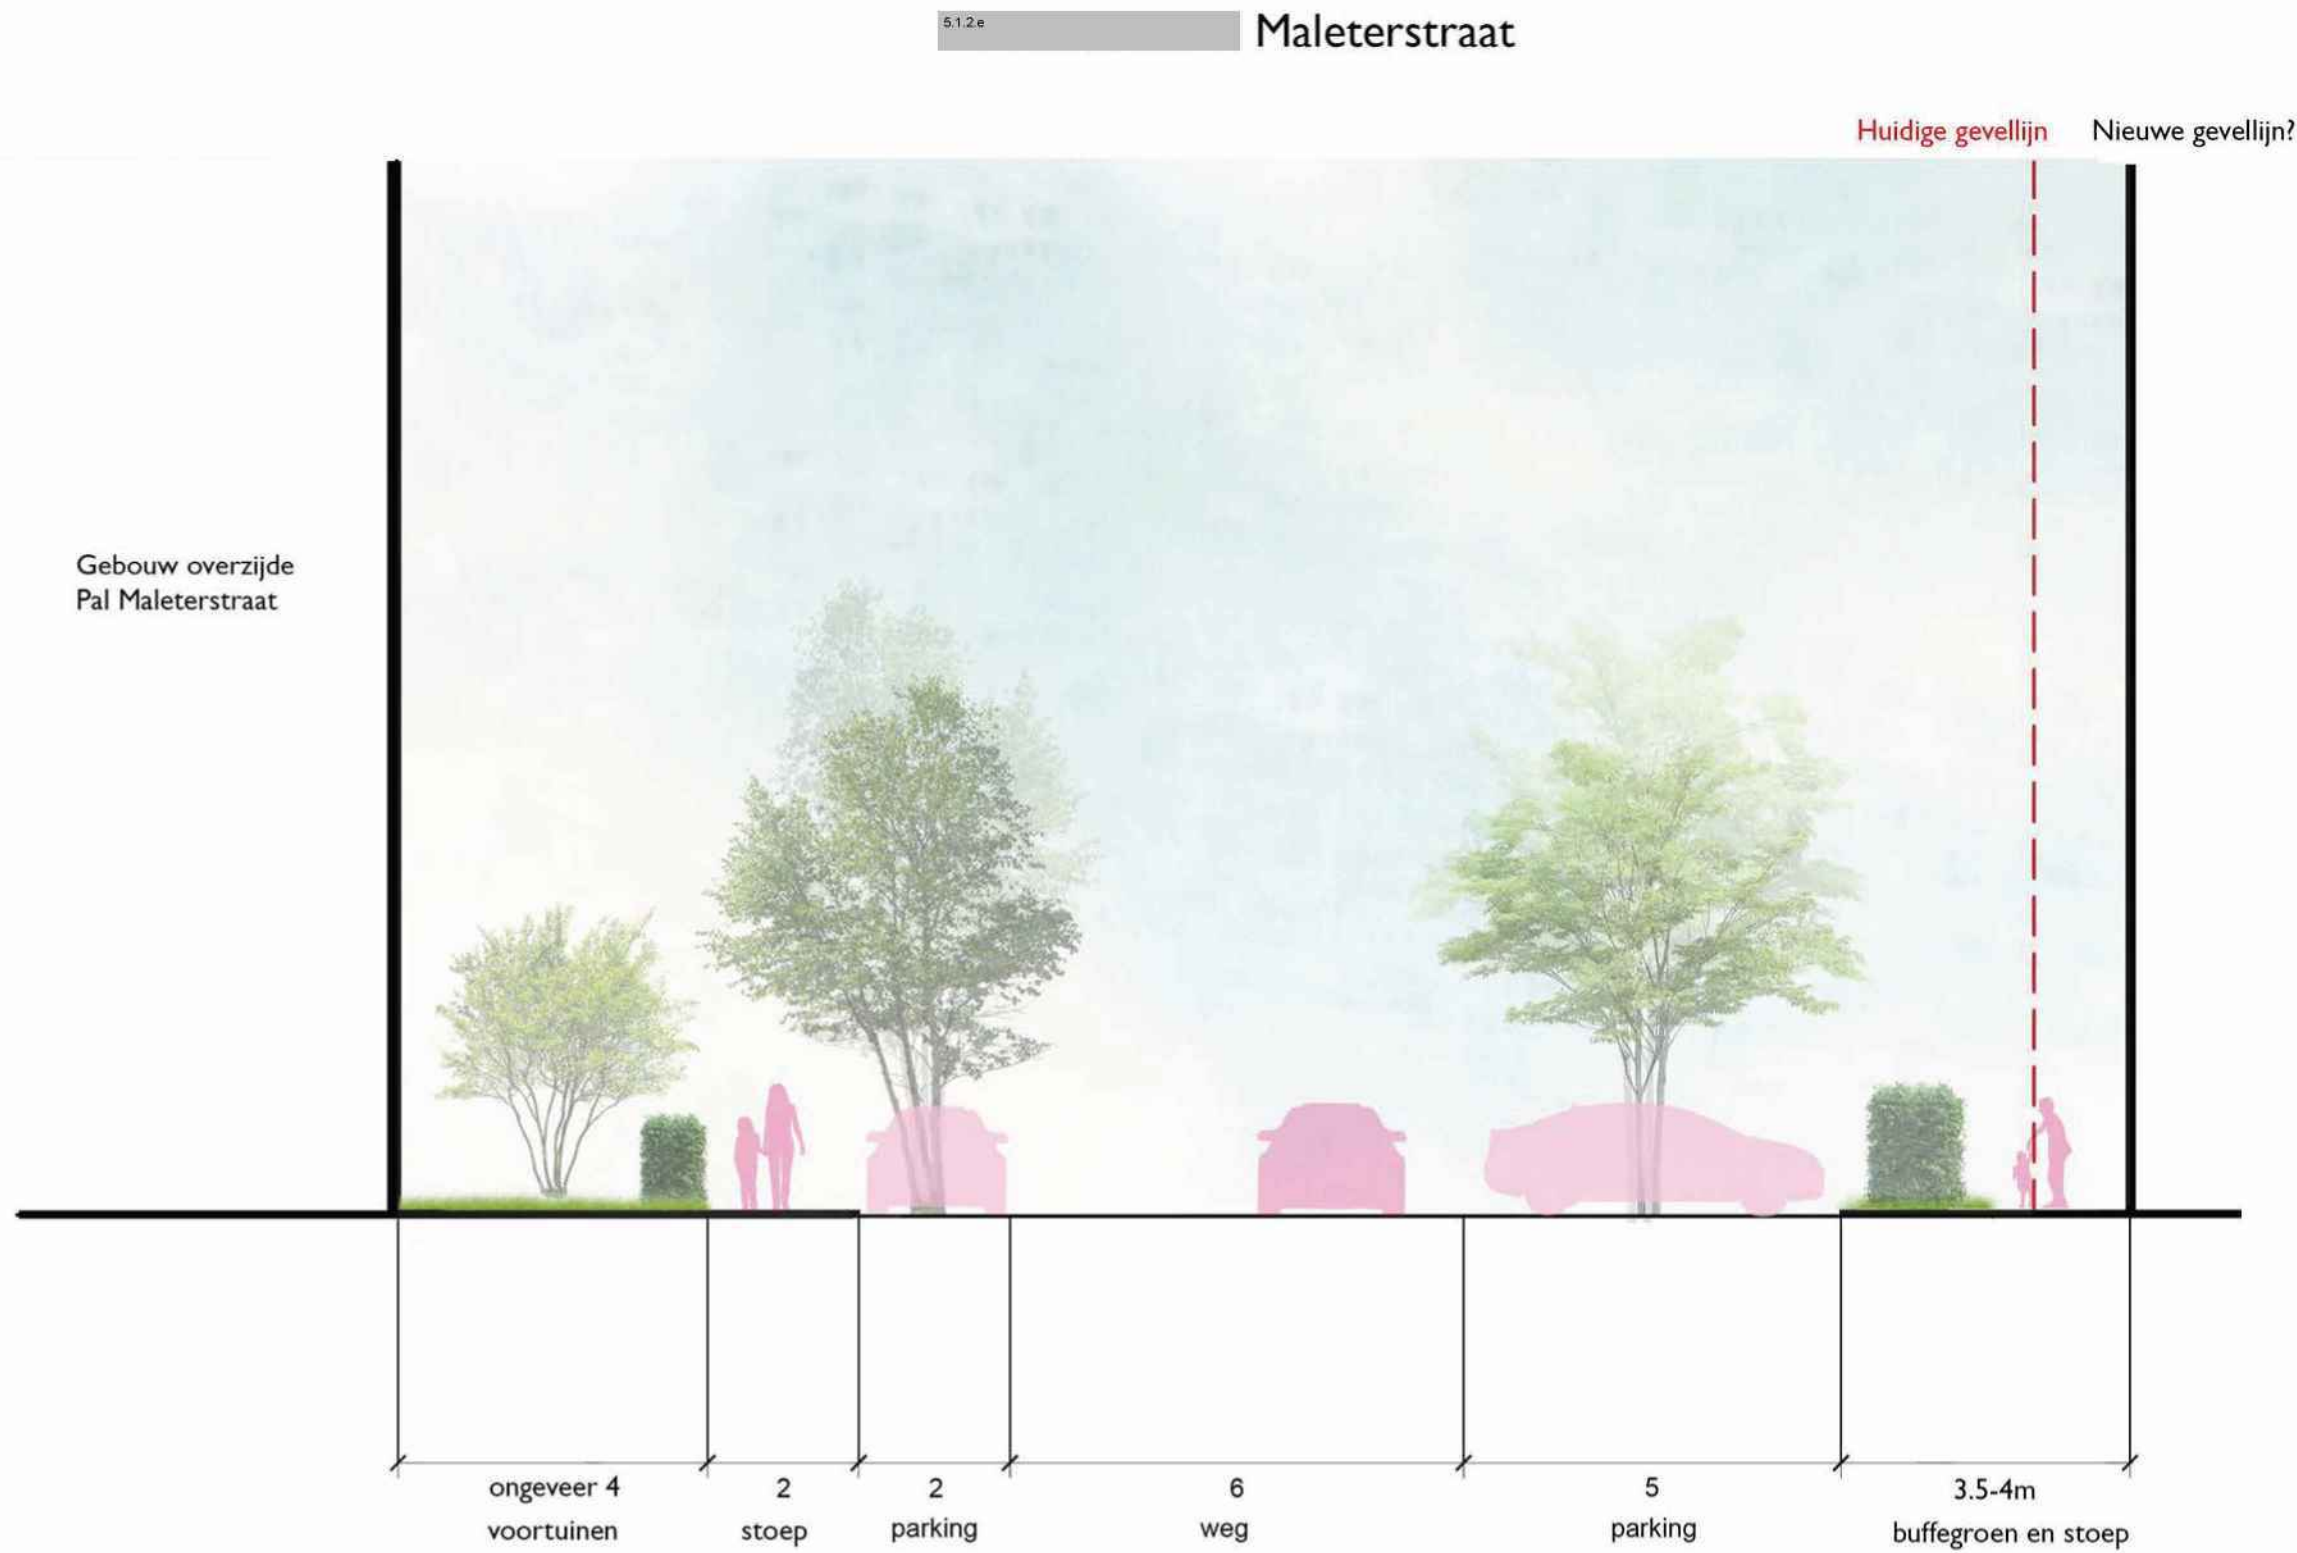 5.1.2.e
Maleterstraat
Huidige gevellijn
Nieuwe gevellijn?
Gebouw overzijde
Pal Maleterstraat
ongeveer 4
2
2
6
5
3.5-4m
voortuinen
stoep
parking
weg
parking
buffegroen en stoep